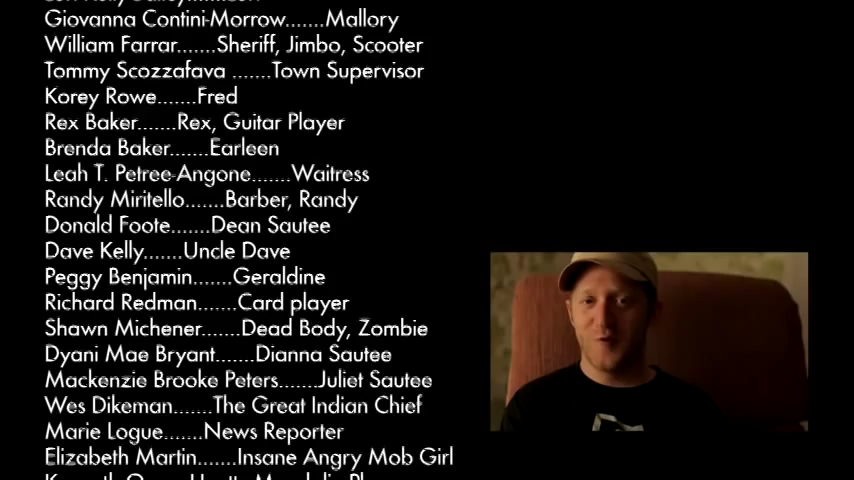 Giovanna Contini-Morrow.......Mallory
William Farrar.......Sheriff, Jimbo, Scooter
Tommy Scozzafava .......Town Supervisor
Korey Rowe.......Fred
Rex Baker.......Rex, Guitar Player
Brenda Baker.......Earleen
Leah T. Petree-Angone.......Waitress
Randy Miritello.......Barber, Randy
Donald Foote.......Dean Sautee
Dave Kelly.......Uncle Dave
Peggy Benjamin.......Geraldine
Richard Redman.......Card player
Shawn Michener.......Dead Body, Zombie
Dyani Mae Bryant.......Dianna Sautee
Mackenzie Brooke Peters.......Juliet Sautee
Wes Dikeman.......The Great Indian Chief
Marie Logue.......News Reporter
Elizabeth Martin.......Insane Angry Mob Girl